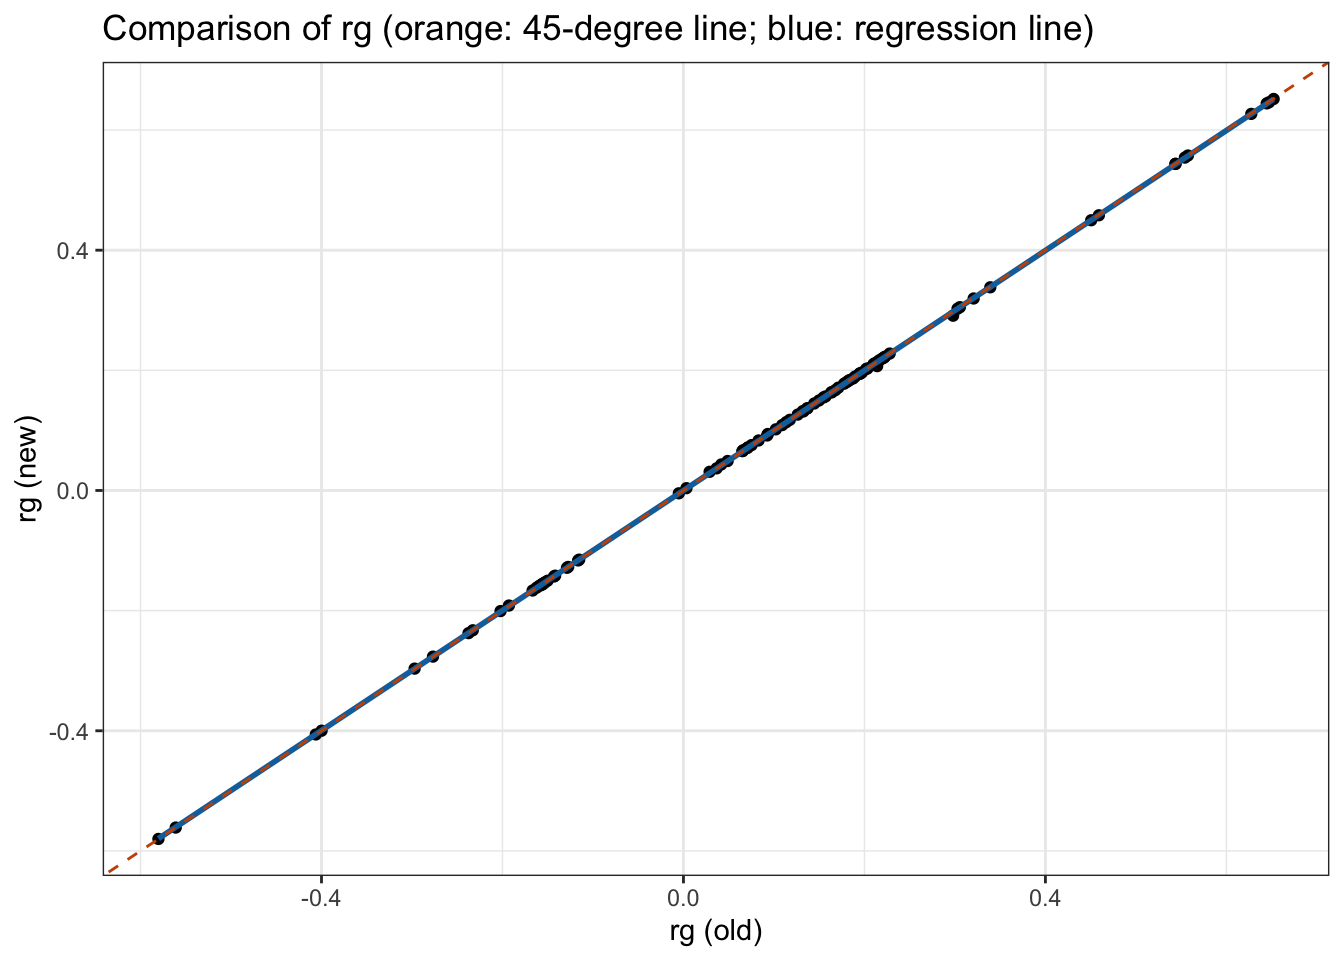 Comparison of rg (orange: 45-degree line; blue: regression line)
rg (new)
0.4
0.0
-0.4
-0.4
0.0
0.4
rg (old)